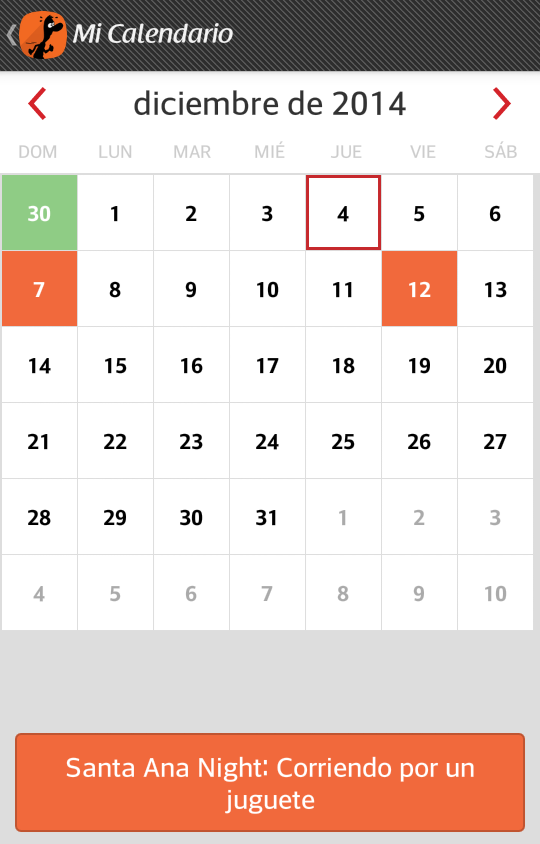 Mi Calendario
diciembre de 2014
DOM LUN MAR MIÉ JUE VIE SÁB
30 1 2 3 4 5 6
7 8 9 10 11 12 13
14 15 16 17 18 19 20
21 22 23 24 25 26 27
28 29 30 31 1 2 3
4 5 6 7 8 9 10
Santa Ana Night: Corriendo por un
juguete